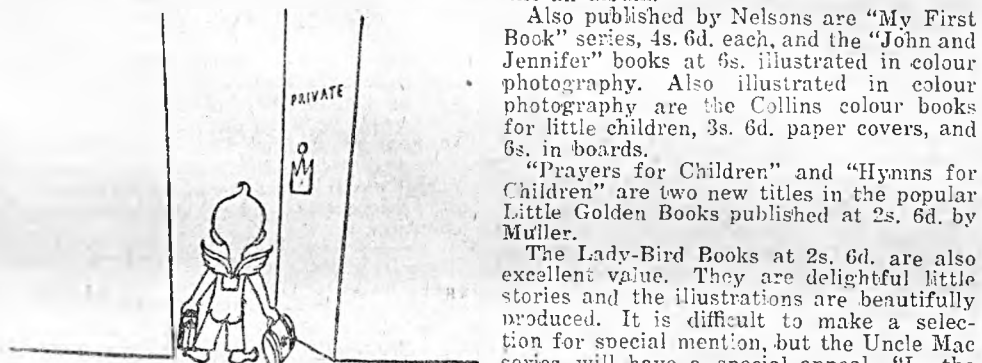 PRIVATE
Also published by Nelsons are “My First
Book” series, 4s. 6d. each, and the “John and
Jennifer” books at 6s. illustrated in colour
photography. Also illustrated in colour
photography are the Collins colour books
for little children, 3s. 6d. paper covers, and
6s. in boards.
“Prayers for Children” and “Hymns for
Children” are two new titles in the popular
Little Golden Books published at 2s. 6d. by
Muller.
The Lady-Bird Books at 2s. 6d. are also
excellent value. They are delightful little
stories and the illustrations are beautifully
produced. It is difficult to make a selec-
tion for special mention, but the Uncle Mac
series will have a special appeal. the